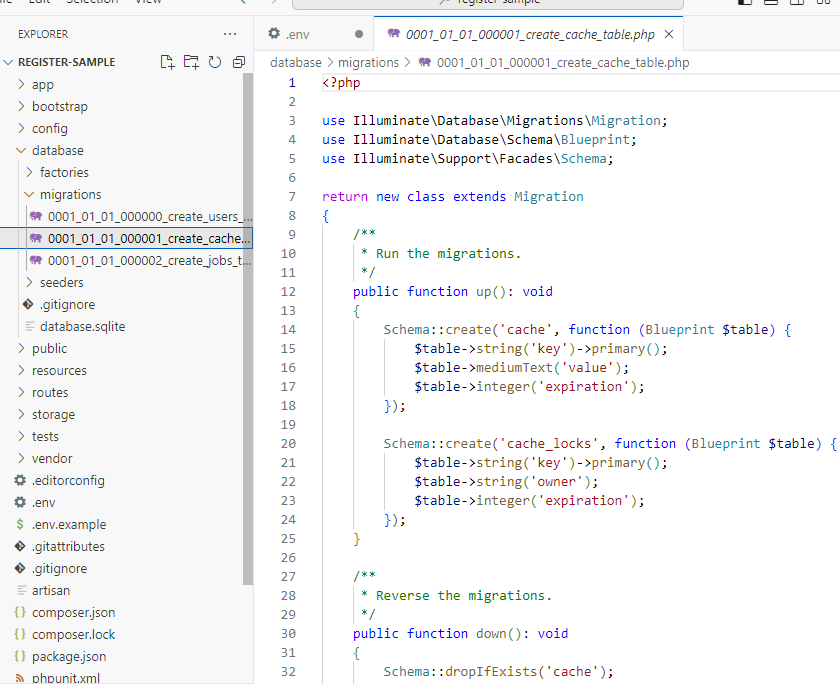 Selection
View
register-sample
EXPLORER
...
REGISTER-SAMPLE
app
bootstrap
config
database
factories
migrations
0001_01_01_000000_create_users_...
0001_01_01_000001_create_cache...
0001_01_01_000002_create_jobs_t...
seeders
.gitignore
database.sqlite
public
resources
routes
storage
tests
vendor
.editorconfig
.env
.env.example
.gitattributes
.gitignore
artisan
composer.json
composer.lock
package.json
phpunit.xml
.env
0001_01_01_000001_create_cache_table.php
database > migrations > 0001_01_01_000001_create_cache_table.php
1 <?php
2
3 use Illuminate\Database\Migrations\Migration;
4 use Illuminate\Database\Schema\Blueprint;
5 use Illuminate\Support\Facades\Schema;
6
7 return new class extends Migration
8 {
9 /**
10 * Run the migrations.
11 */
12 public function up(): void
13 {
14 Schema::create('cache', function (Blueprint $table) {
15 $table->string('key')->primary();
16 $table->mediumText('value');
17 $table->integer('expiration');
18 });
19
20 Schema::create('cache_locks', function (Blueprint $table) {
21 $table->string('key')->primary();
22 $table->string('owner');
23 $table->integer('expiration');
24 });
25 }
26
27 /**
28 * Reverse the migrations.
29 */
30 public function down(): void
31 {
32 Schema::dropIfExists('cache');